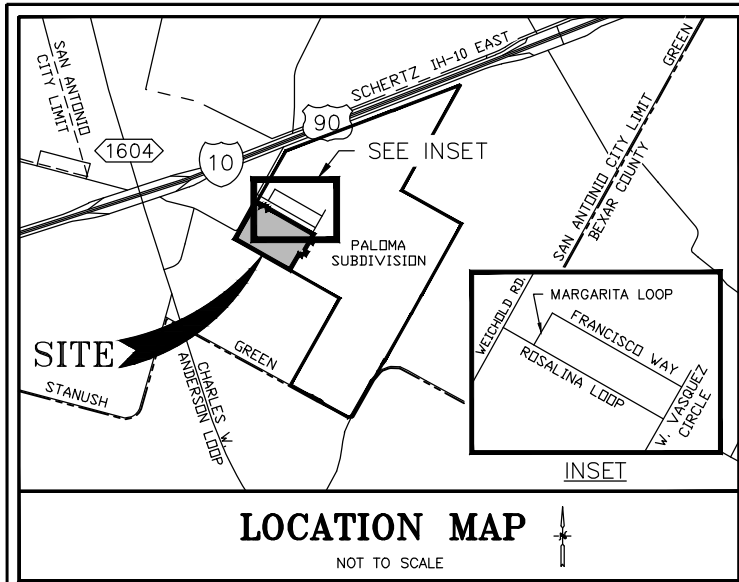 SAN ANTONIO
CITY LIMIT
1604
10
90
SCHERTZ IH-10 EAST
SEE INSET
GREEN
SAN ANTONIO CITY LIMIT
BEXAR COUNTY
PALOMA
SUBDIVISION
SITE
STANUSH
GREEN
CHARLES W.
ANDERSON LOOP
WEICHOLD RD.
MARGARITA LOOP
FRANCISCO WAY
ROSALINA LOOP
W. VASQUEZ
CIRCLE
INSET
LOCATION MAP
NOT TO SCALE